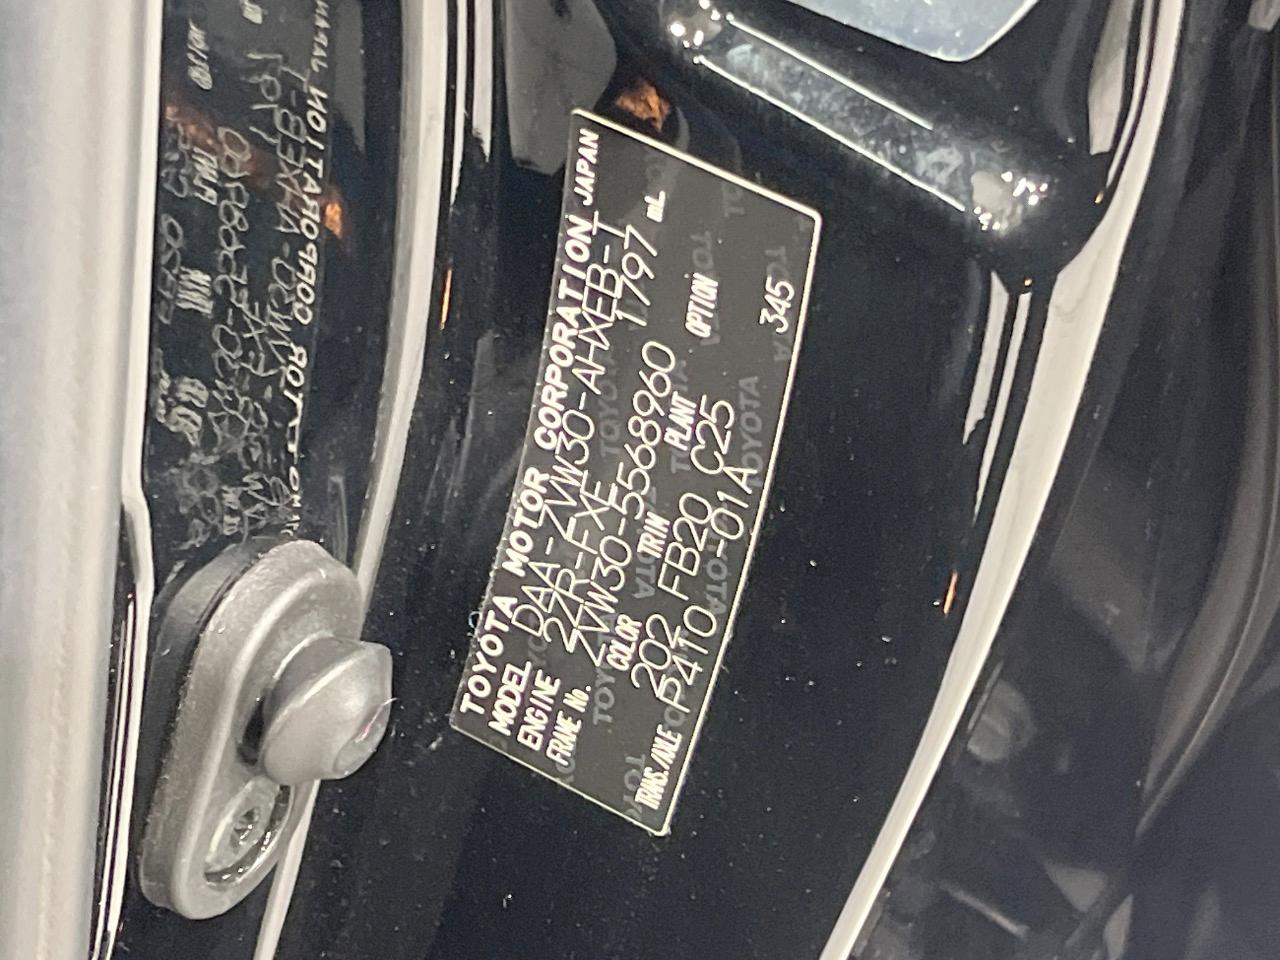 TOYOTA MOTOR CORPORATION JAPAN
MODEL DAA-ZVW30-AHXEB-T
ENGINE 2ZR-FXE 1797 mL
FRAME No. ZVW30-5568960
COLOR TRIM PLANT OPTION
202 FB20 C25
TRANS./AXLE P410-01A 345